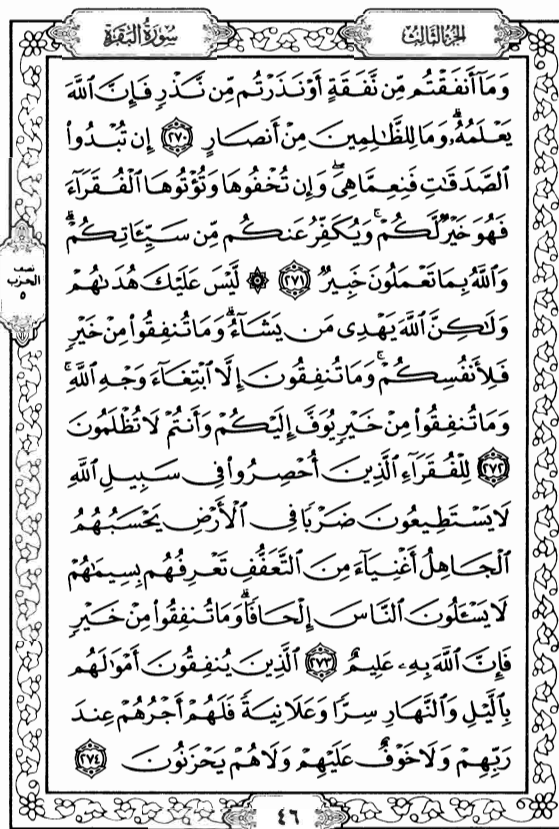 الجزء الثالث
سورة البقرة
وَمَآ أَنفَقْتُم مِّن نَّفَقَةٍ أَوْ نَذَرْتُم مِّن نَّذْرٍ فَإِنَّ ٱللَّهَ
يَعْلَمُهُۥۗ وَمَا لِلظَّٰلِمِينَ مِنْ أَنصَارٍ ٢٧٠ إِن تُبْدُوا۟
ٱلصَّدَقَٰتِ فَنِعِمَّا هِىَۖ وَإِن تُخْفُوهَا وَتُؤْتُوهَا ٱلْفُقَرَآءَ
فَهُوَ خَيْرٌ لَّكُمْۚ وَيُكَفِّرُ عَنكُم مِّن سَيِّـَٔاتِكُمْۗ
وَٱللَّهُ بِمَا تَعْمَلُونَ خَبِيرٌ ٢٧١ ۞ لَّيْسَ عَلَيْكَ هُدَىٰهُمْ
وَلَٰكِنَّ ٱللَّهَ يَهْدِى مَن يَشَآءُۗ وَمَا تُنفِقُوا۟ مِنْ خَيْرٍ
فَلِأَنفُسِكُمْۚ وَمَا تُنفِقُونَ إِلَّا ٱبْتِغَآءَ وَجْهِ ٱللَّهِۚ
وَمَا تُنفِقُوا۟ مِنْ خَيْرٍ يُوَفَّ إِلَيْكُمْ وَأَنتُمْ لَا تُظْلَمُونَ
٢٧٢ لِلْفُقَرَآءِ ٱلَّذِينَ أُحْصِرُوا۟ فِى سَبِيلِ ٱللَّهِ
لَا يَسْتَطِيعُونَ ضَرْبًا فِى ٱلْأَرْضِ يَحْسَبُهُمُ
ٱلْجَاهِلُ أَغْنِيَآءَ مِنَ ٱلتَّعَفُّفِ تَعْرِفُهُم بِسِيمَٰهُمْ
لَا يَسْـَٔلُونَ ٱلنَّاسَ إِلْحَافًاۗ وَمَا تُنفِقُوا۟ مِنْ خَيْرٍ
فَإِنَّ ٱللَّهَ بِهِۦ عَلِيمٌ ٢٧٣ ٱلَّذِينَ يُنفِقُونَ أَمْوَٰلَهُم
بِٱلَّيْلِ وَٱلنَّهَارِ سِرًّا وَعَلَانِيَةً فَلَهُمْ أَجْرُهُمْ عِندَ
رَبِّهِمْ وَلَا خَوْفٌ عَلَيْهِمْ وَلَا هُمْ يَحْزَنُونَ ٢٧٤
نصف
الحزب
٥
٤٦